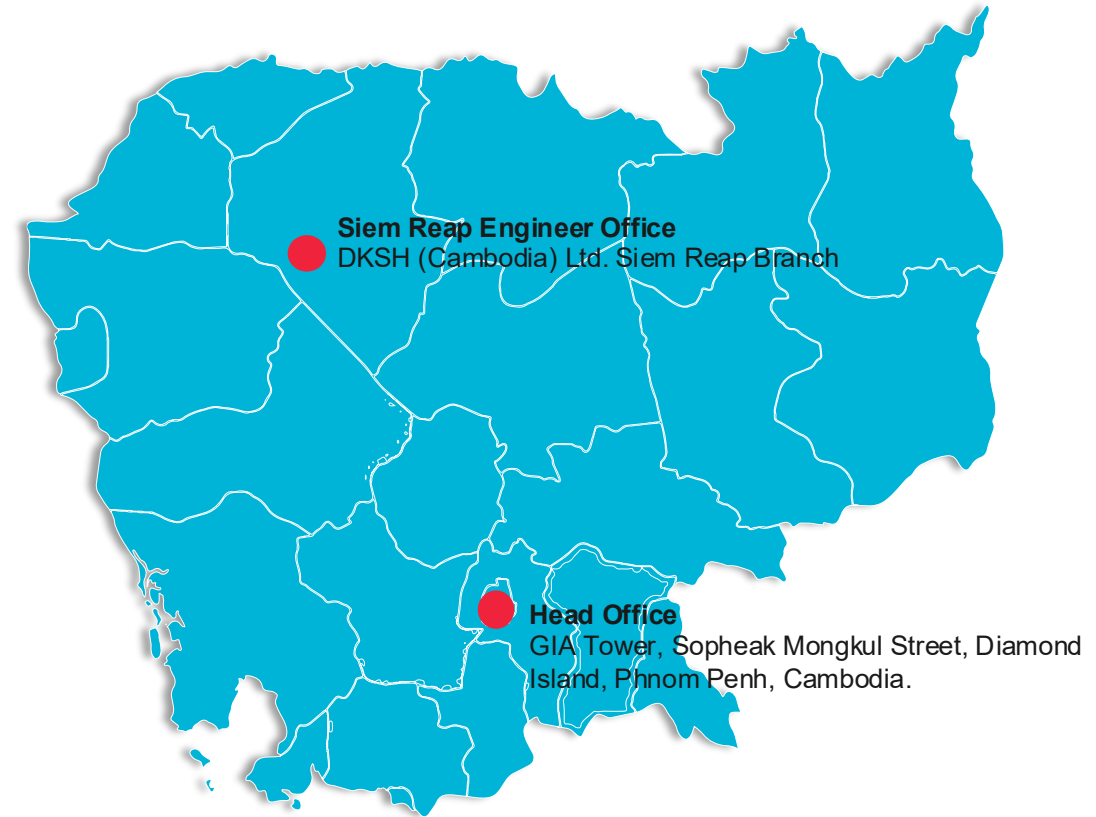 Siem Reap Engineer Office
DKSH (Cambodia) Ltd. Siem Reap Branch
Head Office
GIA Tower, Sopheak Mongkul Street, Diamond
Island, Phnom Penh, Cambodia.